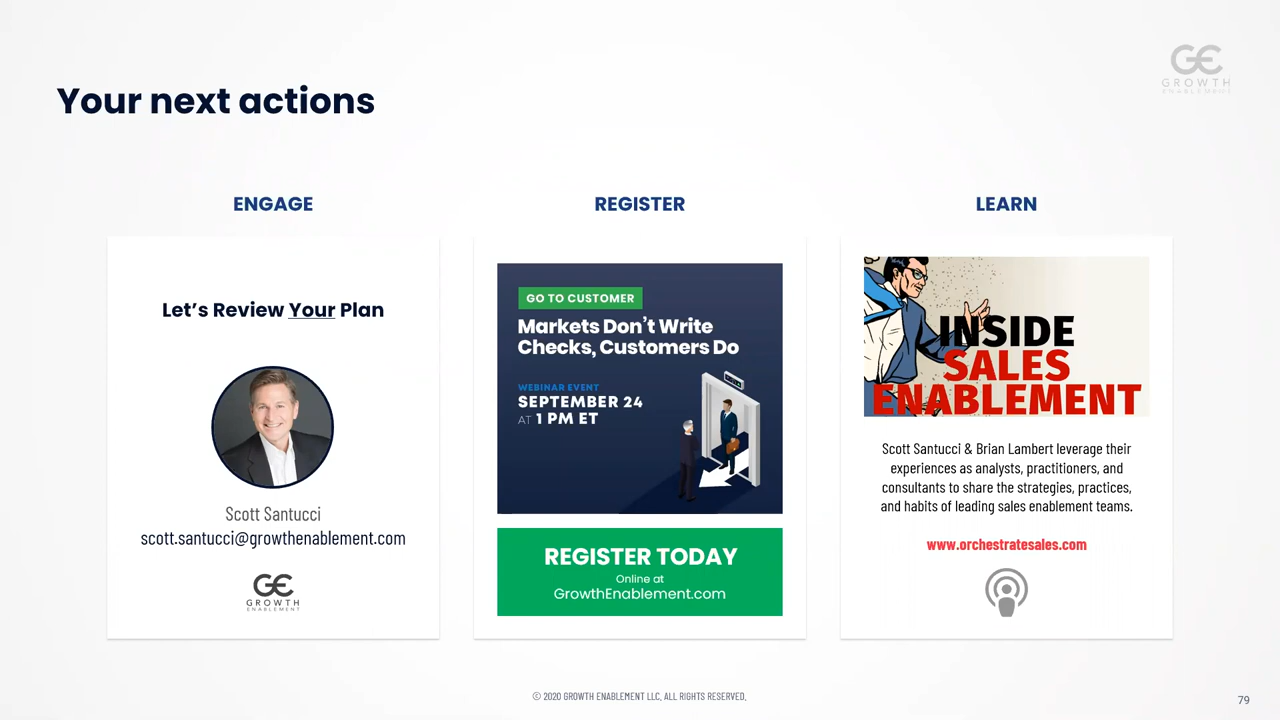 GE
GROWTH
ENABLEMENT
Your next actions
ENGAGE
Let's Review Your Plan
Scott Santucci
scott.santucci@growthenablement.com
GE
GROWTH
ENABLEMENT
REGISTER
GO TO CUSTOMER
Markets Don't Write
Checks, Customers Do
WEBINAR EVENT
SEPTEMBER 24
AT 1 PM ET
REGISTER TODAY
Online at
GrowthEnablement.com
LEARN
INSIDE
SALES
ENABLEMENT
Scott Santucci & Brian Lambert leverage their
experiences as analysts, practitioners, and
consultants to share the strategies, practices,
and habits of leading sales enablement teams.
www.orchestratesales.com
© 2020 GROWTH ENABLEMENT LLC. ALL RIGHTS RESERVED.
79